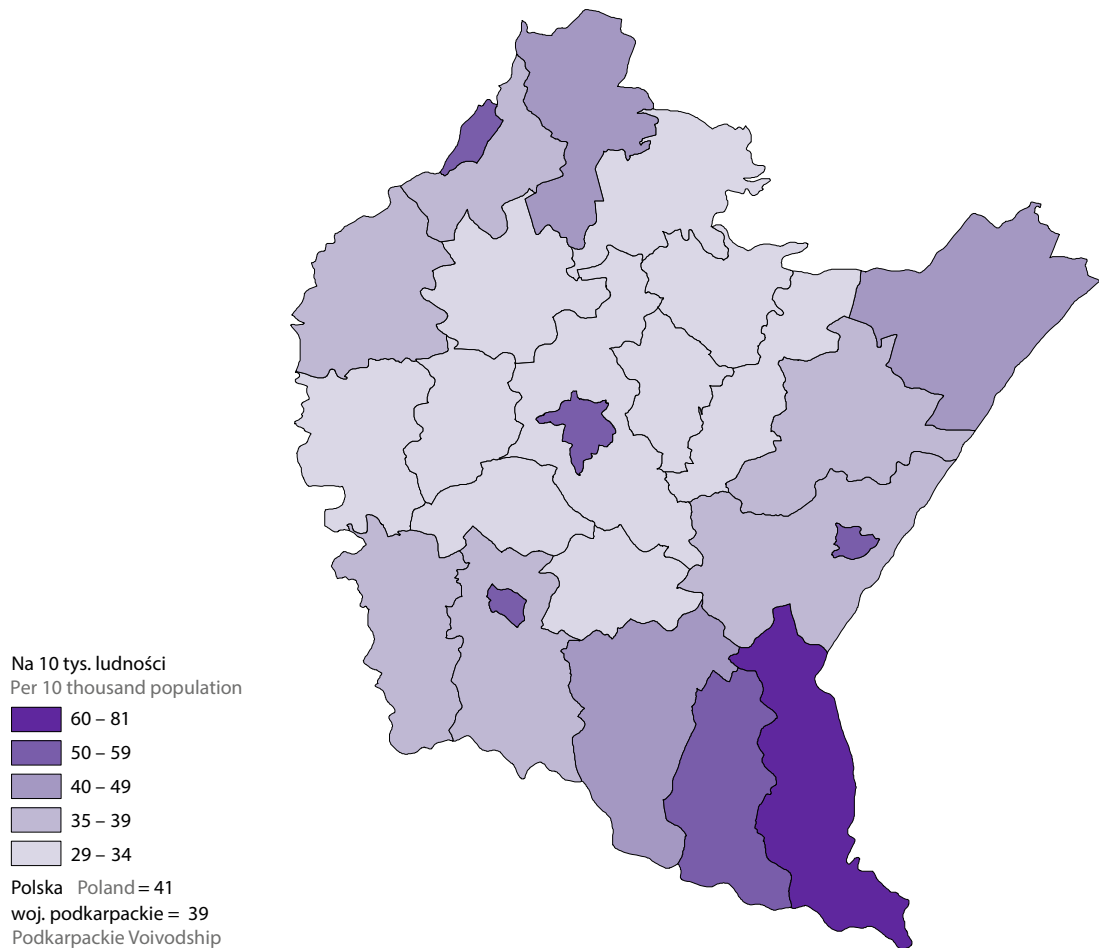 Na 10 tys. ludności
Per 10 thousand population
60 – 81
50 – 59
40 – 49
35 – 39
29 – 34
Polska Poland = 41
woj. podkarpackie = 39
Podkarpackie Voivodship